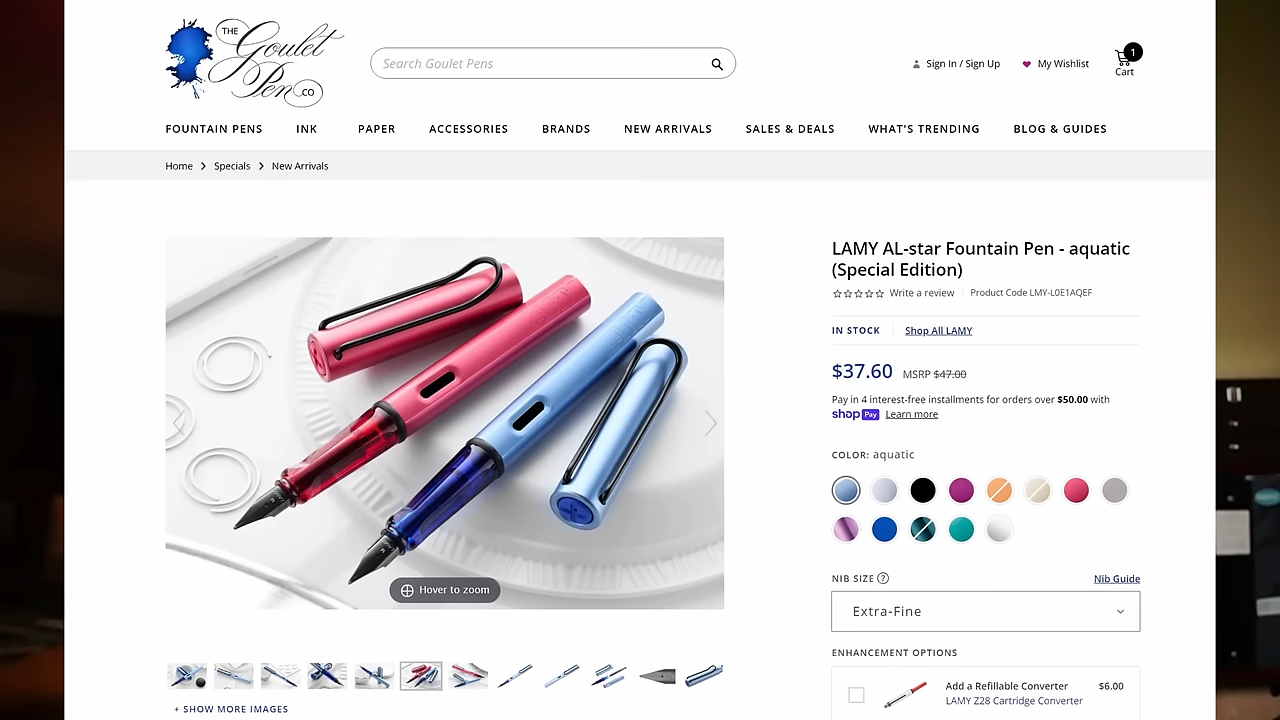 THE Goulet Pen CO
Search Goulet Pens
Sign In / Sign Up
My Wishlist
1
Cart
FOUNTAIN PENS INK PAPER ACCESSORIES BRANDS NEW ARRIVALS SALES & DEALS WHAT'S TRENDING BLOG & GUIDES
Home > Specials > New Arrivals
LAMY AL-star Fountain Pen - aquatic
(Special Edition)
Write a review Product Code LMY-L0E1AQEF
IN STOCK Shop All LAMY
$37.60 MSRP $47.00
Pay in 4 interest-free installments for orders over $50.00 with
shop Pay Learn more
COLOR: aquatic
Hover to zoom
NIB SIZE ? Nib Guide
Extra-Fine
ENHANCEMENT OPTIONS
Add a Refillable Converter $6.00
LAMY Z28 Cartridge Converter
+ SHOW MORE IMAGES